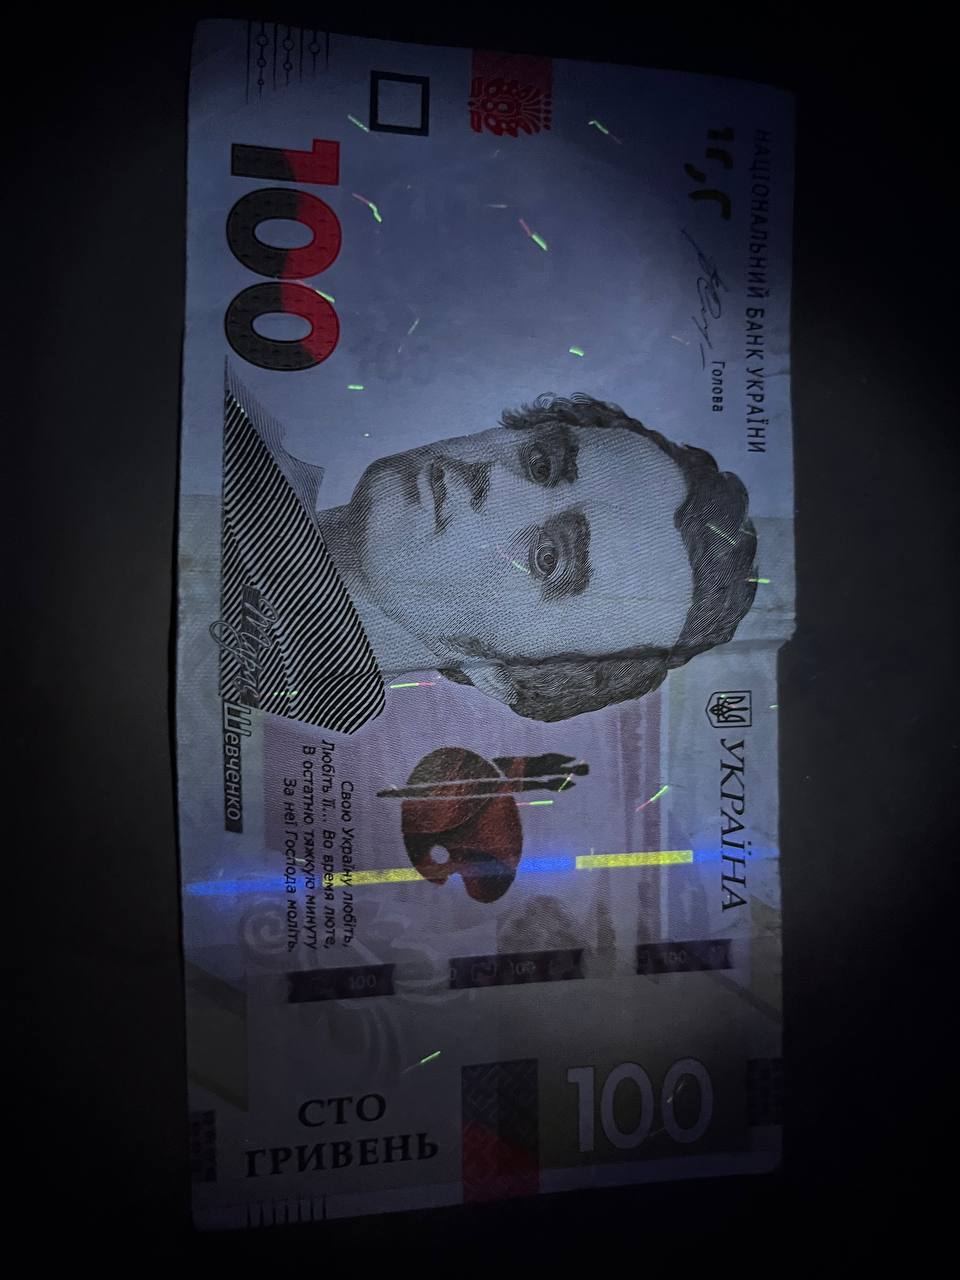 НАЦІОНАЛЬНИЙ БАНК УКРАЇНИ
Голова
УКРАЇНА
100
Свою Україну любіть,
Любіть її... Во время люте,
В остатню тяжкую минуту
За неї Господа моліть.
Шевченко
100
100
100
100
СТО
ГРИВЕНЬ